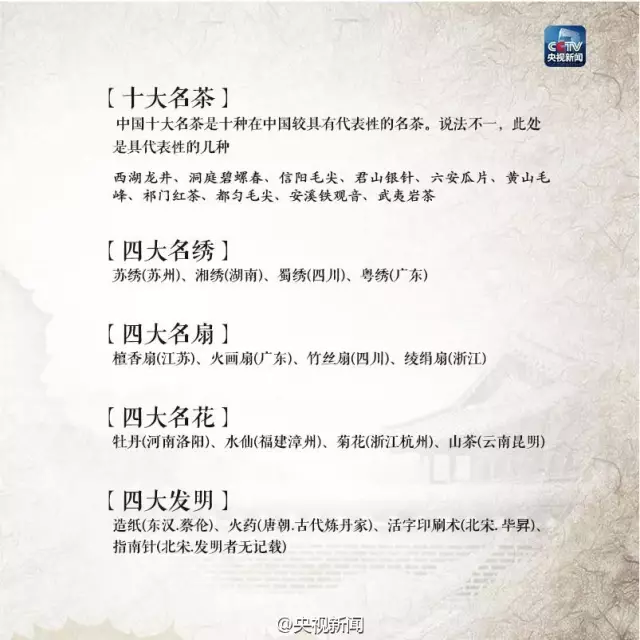 CCTV
央视新闻
【十大名茶】
中国十大名茶是十种在中国较具有代表性的名茶。说法不一，此处
是具代表性的几种
西湖龙井、洞庭碧螺春、信阳毛尖、君山银针、六安瓜片、黄山毛
峰、祁门红茶、都匀毛尖、安溪铁观音、武夷岩茶
【四大名绣】
苏绣(苏州)、湘绣(湖南)、蜀绣(四川)、粤绣(广东)
【四大名扇】
檀香扇(江苏)、火画扇(广东)、竹丝扇(四川)、绫绢扇(浙江)
【四大名花】
牡丹(河南洛阳)、水仙(福建漳州)、菊花(浙江杭州)、山茶(云南昆明)
【四大发明】
造纸(东汉.蔡伦)、火药(唐朝.古代炼丹家)、活字印刷术(北宋.毕昇)、
指南针(北宋.发明者无记载)
@央视新闻